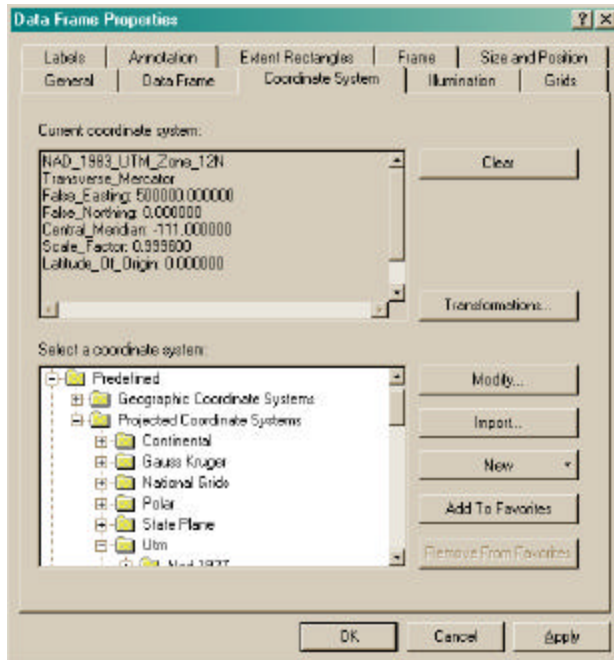 Data Frame Properties
Labels Annotation Extent Rectangles Frame Size and Position
General Data Frame Coordinate System Illumination Grids
Current coordinate system:
NAD_1983_UTM_Zone_12N
Transverse_Mercator
False_Easting: 500000.000000
False_Northing: 0.000000
Central_Meridian: -111.000000
Scale_Factor: 0.999600
Latitude_Of_Origin: 0.000000
Clear
Transformations...
Select a coordinate system:
Predefined
Geographic Coordinate Systems
Projected Coordinate Systems
Continental
Gauss Kruger
National Grids
Polar
State Plane
Utm
Nad 1927
Modify...
Import...
New
Add To Favorites
Remove From Favorites
OK Cancel Apply